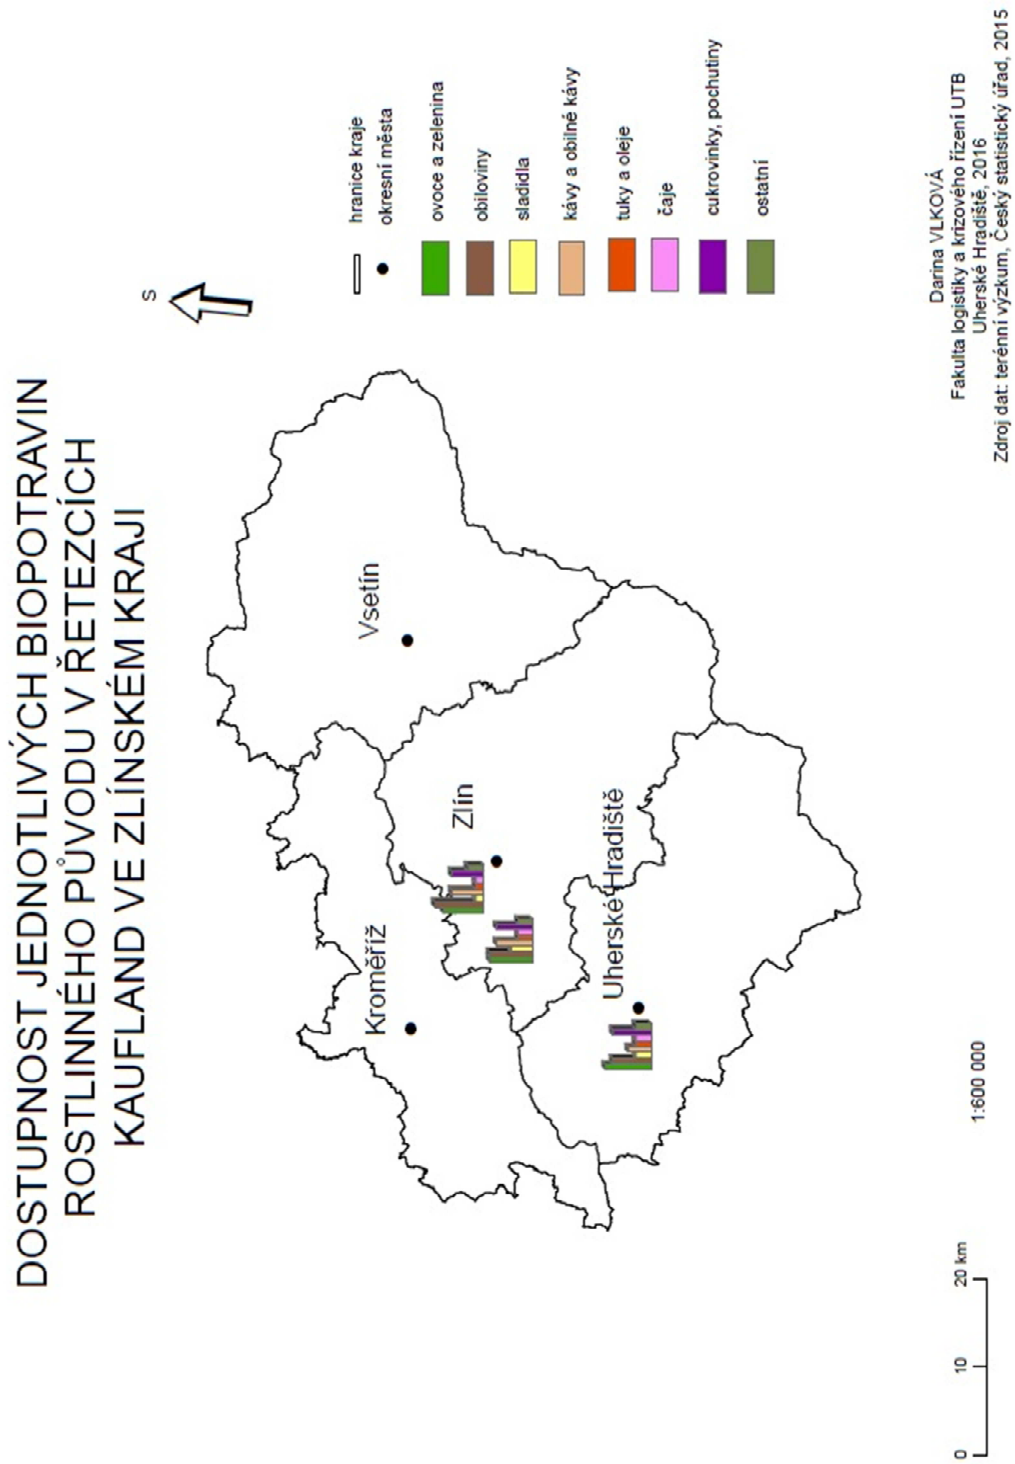 DOSTUPNOST JEDNOTLIVÝCH BIOPOTRAVIN
ROSTLINNÉHO PŮVODU V ŘETEZCÍCH
KAUFLAND VE ZLÍNSKÉM KRAJI
S
hranice kraje
okresní města
ovoce a zelenina
obiloviny
sladidla
kávy a obilné kávy
tuky a oleje
čaje
cukrovinky, pochutiny
ostatní
Vsetín
Kroměříž
Zlín
Uherské Hradiště
0 10 20 km
1:600 000
Darina VLKOVÁ
Fakulta logistiky a krizového řízení UTB
Uherské Hradiště, 2016
Zdroj dat: terénní výzkum, Český statistický úřad, 2015